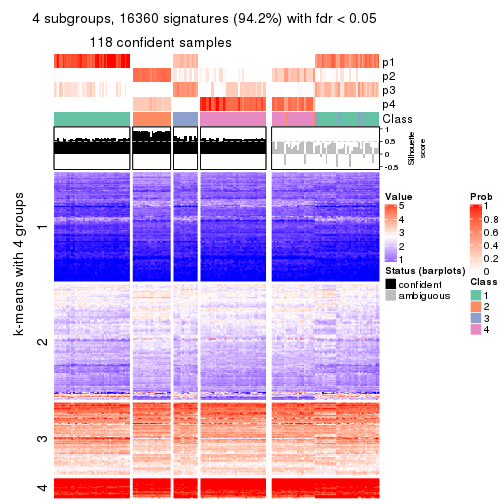 4 subgroups, 16360 signatures (94.2%) with fdr < 0.05
118 confident samples
p1
p2
p3
p4
Class
1
0.5
0
-0.5
Silhouette
score
k-means with 4 groups
1
2
3
4
Value
5
4
3
2
1
Status (barplots)
confident
ambiguous
Prob
1
0.8
0.6
0.4
0.2
0
Class
1
2
3
4